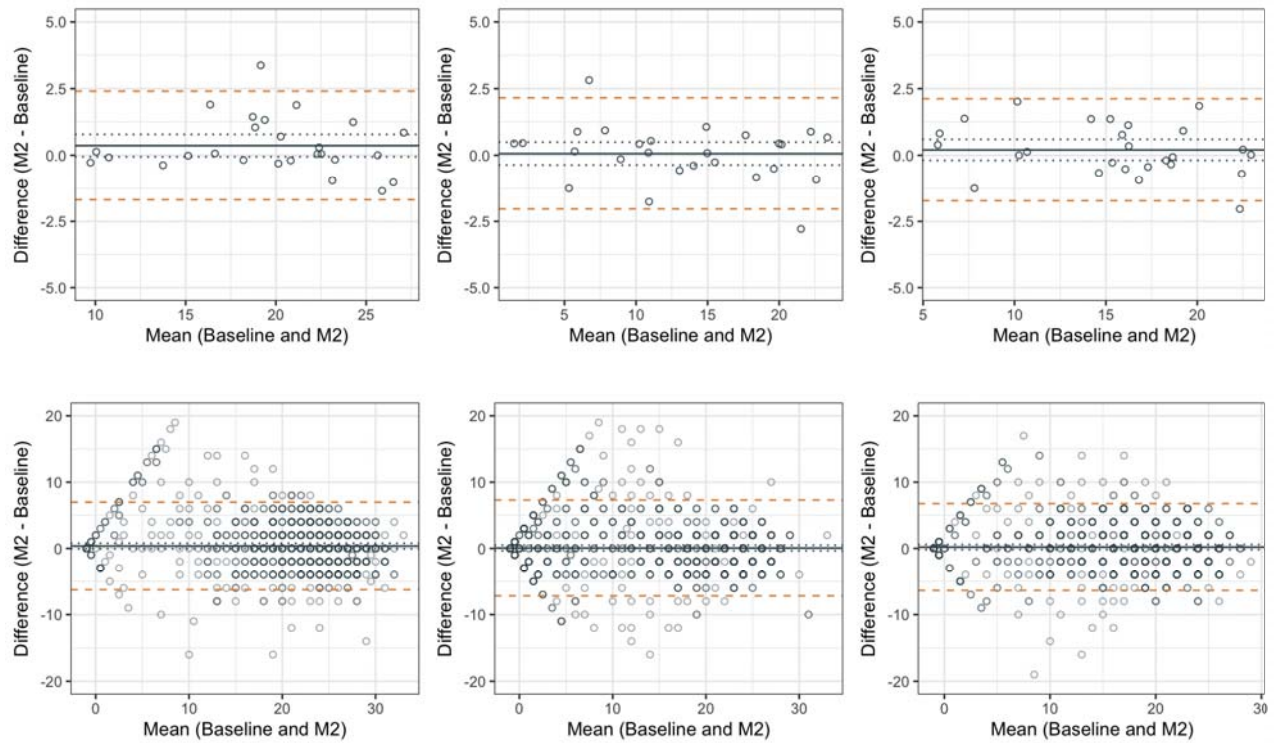 5.0
2.5
0.0
-2.5
-5.0
Difference (M2 - Baseline)
10 15 20 25
Mean (Baseline and M2)
5.0
2.5
0.0
-2.5
-5.0
Difference (M2 - Baseline)
5 10 15 20
Mean (Baseline and M2)
5.0
2.5
0.0
-2.5
-5.0
Difference (M2 - Baseline)
5 10 15 20
Mean (Baseline and M2)
20
10
0
-10
-20
Difference (M2 - Baseline)
0 10 20 30
Mean (Baseline and M2)
20
10
0
-10
-20
Difference (M2 - Baseline)
0 10 20 30
Mean (Baseline and M2)
20
10
0
-10
-20
Difference (M2 - Baseline)
0 10 20 30
Mean (Baseline and M2)